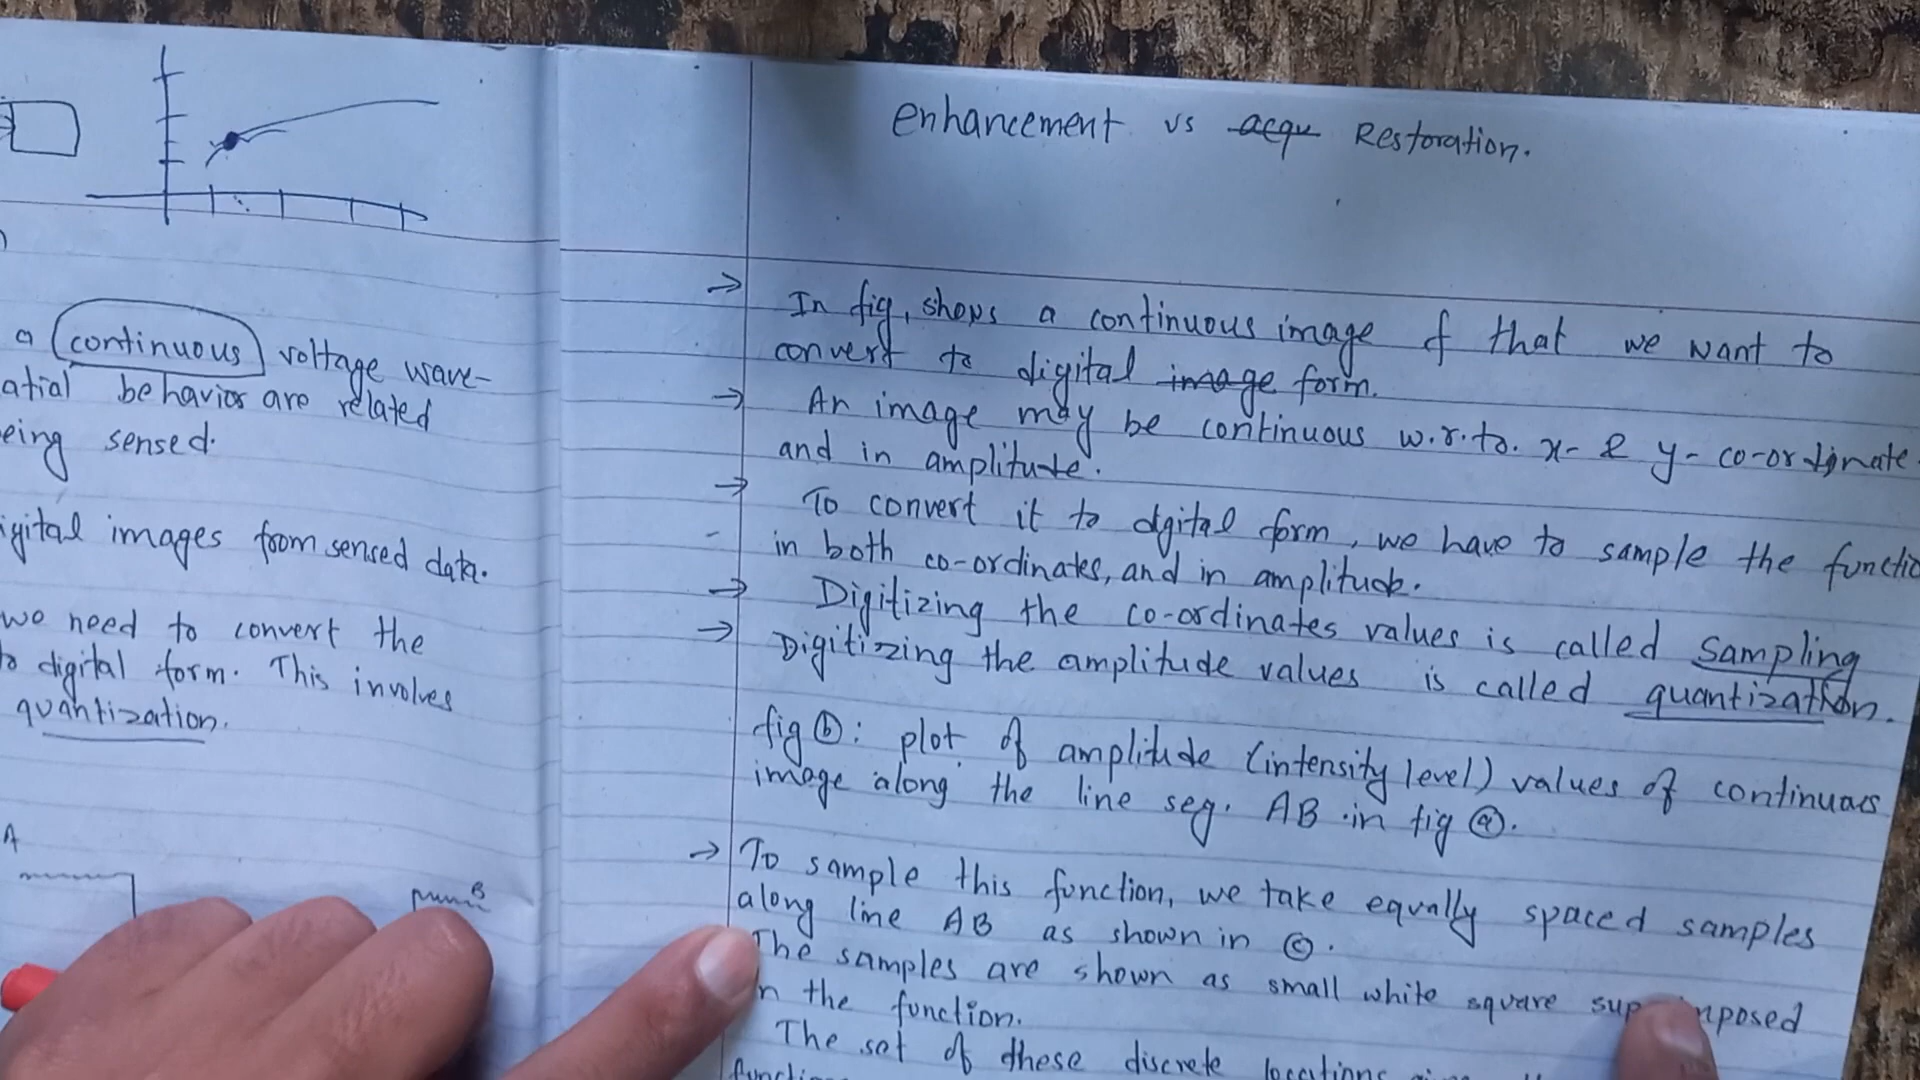 a continuous voltage wave-
atial behavior are related
eing sensed.
igital images from sensed data.
we need to convert the
to digital form. This involves
quantization.
A
B
enhancement vs acqu Restoration.
→ In fig, shows a continuous image f that we want to
convert to digital image form.
→ An image may be continuous w.r.to. x- & y- co-ordinate
and in amplitude.
→ To convert it to dgital form, we have to sample the functio
- in both co-ordinates, and in amplitude.
→ Digitizing the co-ordinates values is called Sampling
→ Digitizing the amplitude values is called quantization.
fig ⓑ: plot of amplitude (intensity level) values of continuous
image along the line seg. AB in fig ⓐ.
→ To sample this function, we take equally spaced samples
along line AB as shown in ⓒ.
The samples are shown as small white square sup imposed
n the function.
The set of these discrete locations
functi